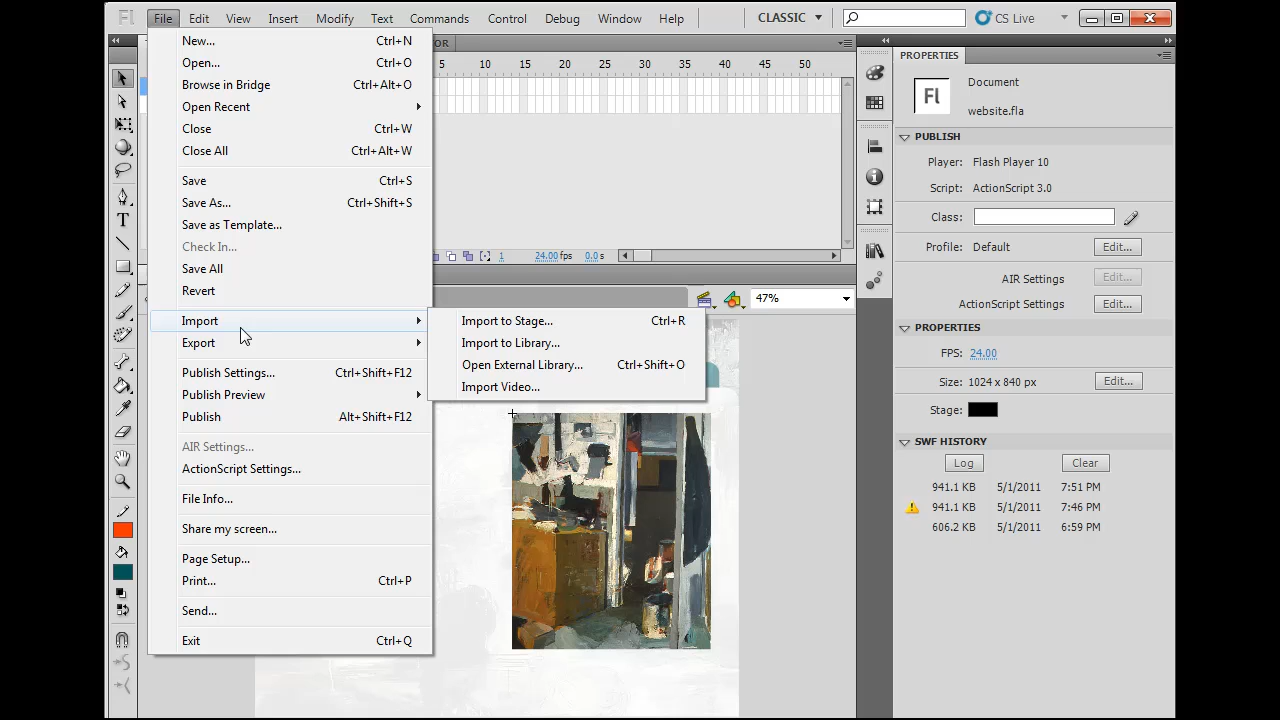 Fl File Edit View Insert Modify Text Commands Control Debug Window Help CLASSIC CS Live
New... Ctrl+N
Open... Ctrl+O
Browse in Bridge Ctrl+Alt+O
Open Recent
Close Ctrl+W
Close All Ctrl+Alt+W
Save Ctrl+S
Save As... Ctrl+Shift+S
Save as Template...
Check In...
Save All
Revert
Import
Export
Publish Settings... Ctrl+Shift+F12
Publish Preview
Publish Alt+Shift+F12
AIR Settings...
ActionScript Settings...
File Info...
Share my screen...
Page Setup...
Print... Ctrl+P
Send...
Exit Ctrl+Q
Import to Stage... Ctrl+R
Import to Library...
Open External Library... Ctrl+Shift+O
Import Video...
OR
5 10 15 20 25 30 35 40 45 50
1 24.00 fps 0.0 s
47%
PROPERTIES
Fl
Document
website.fla
PUBLISH
Player: Flash Player 10
Script: ActionScript 3.0
Class:
Profile: Default Edit...
AIR Settings Edit...
ActionScript Settings Edit...
PROPERTIES
FPS: 24.00
Size: 1024 x 840 px Edit...
Stage:
SWF HISTORY
Log Clear
941.1 KB 5/1/2011 7:51 PM
941.1 KB 5/1/2011 7:46 PM
606.2 KB 5/1/2011 6:59 PM